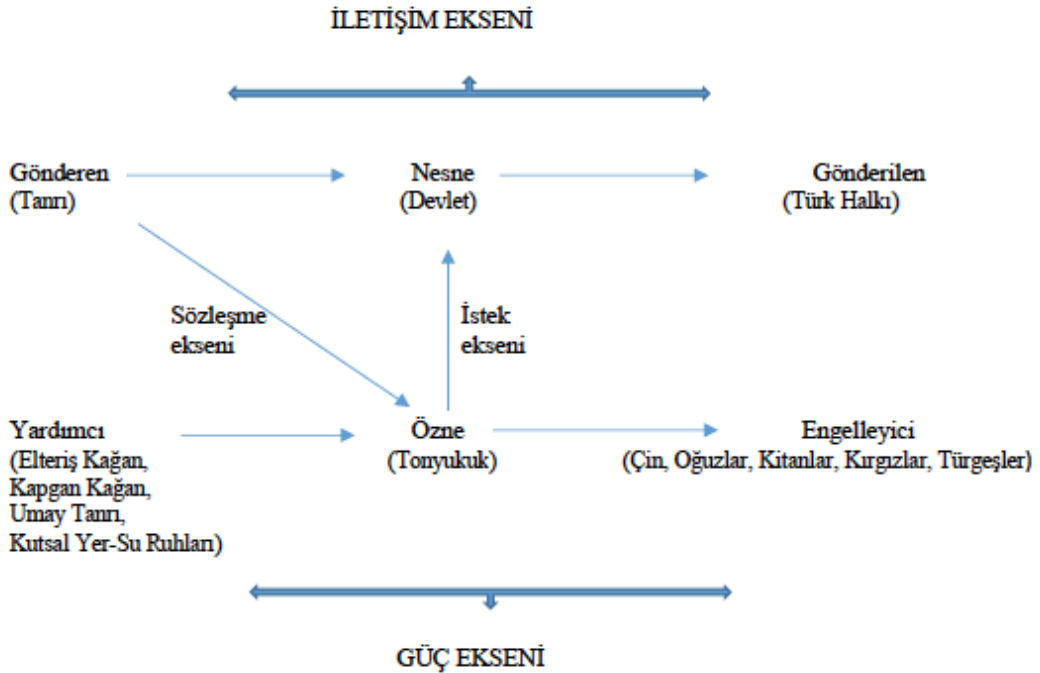 İLETİŞİM EKSENİ
Gönderen
(Tanrı)
Nesne
(Devlet)
Gönderilen
(Türk Halkı)
Sözleşme
ekseni
İstek
ekseni
Yardımcı
(Elteriş Kağan,
Kapgan Kağan,
Umay Tanrı,
Kutsal Yer-Su Ruhları)
Özne
(Tonyukuk)
Engelleyici
(Çin, Oğuzlar, Kitanlar, Kırgızlar, Türgeşler)
GÜÇ EKSENİ